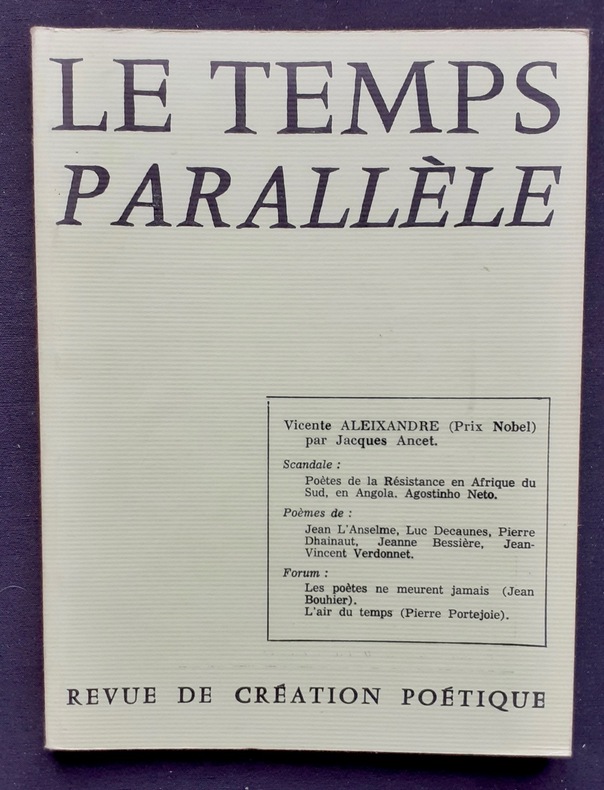 LE TEMPS
PARALLÈLE
Vicente ALEIXANDRE (Prix Nobel)
par Jacques Ancet.
Scandale :
Poètes de la Résistance en Afrique du
Sud, en Angola. Agostinho Neto.
Poèmes de :
Jean L'Anselme, Luc Decaunes, Pierre
Dhainaut, Jeanne Bessière, Jean-
Vincent Verdonnet.
Forum :
Les poètes ne meurent jamais (Jean
Bouhier).
L'air du temps (Pierre Portejoie).
REVUE DE CRÉATION POÉTIQUE